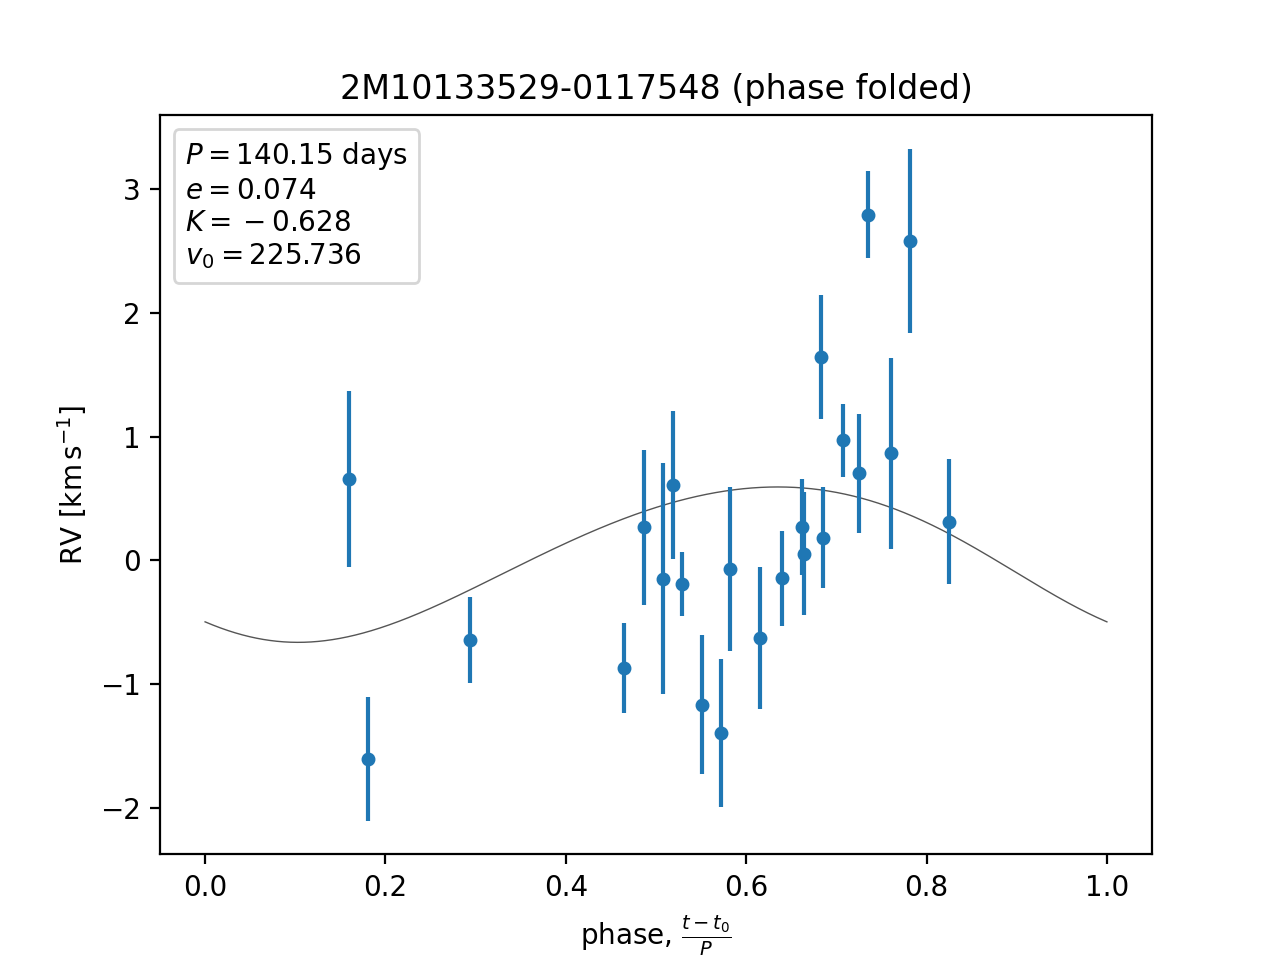 2M10133529-0117548 (phase folded)
P = 140.15 days
e = 0.074
K = −0.628
v₀ = 225.736
RV [km s⁻¹]
3
2
1
0
−1
−2
0.0 0.2 0.4 0.6 0.8 1.0
phase, (t − t₀)/P